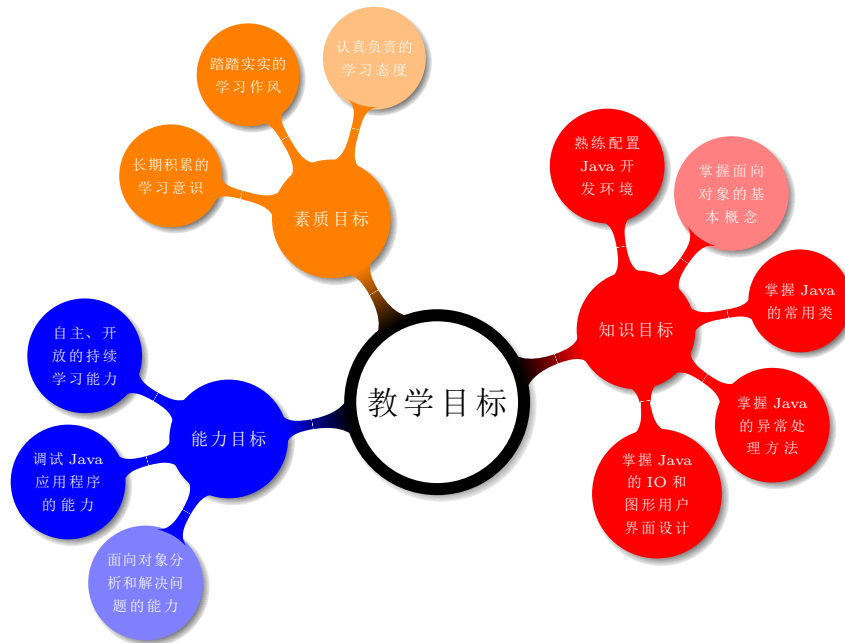 认真负责的
学习态度
踏踏实实的
学习作风
长期积累的
学习意识
素质目标
熟练配置
Java 开
发环境
掌握面向
对象的基
本概念
掌握 Java
的常用类
知识目标
掌握 Java
的异常处
理方法
掌握 Java
的 IO 和
图形用户
界面设计
教学目标
自主、开
放的持续
学习能力
能力目标
调试 Java
应用程序
的能力
面向对象分
析和解决问
题的能力